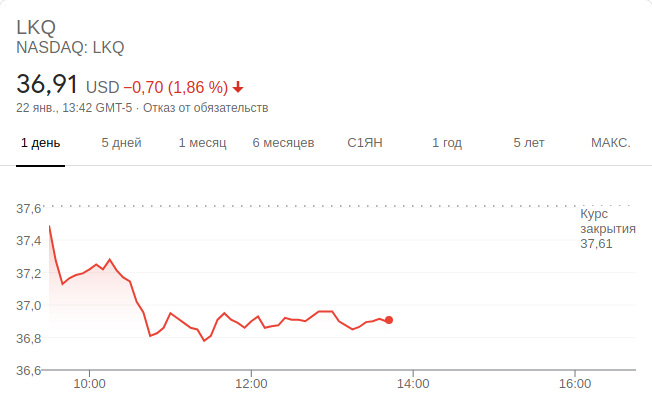 LKQ
NASDAQ: LKQ
36,91 USD −0,70 (1,86 %)
22 янв., 13:42 GMT-5 · Отказ от обязательств
1 день 5 дней 1 месяц 6 месяцев С1ЯН 1 год 5 лет МАКС.
37,6
Курс
закрытия
37,61
37,4
37,2
37,0
36,8
36,6
10:00 12:00 14:00 16:00